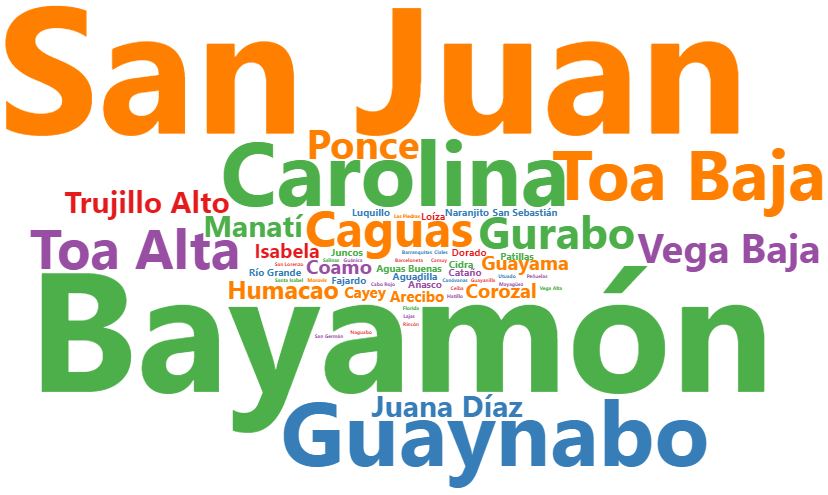 San Juan
Ponce
Carolina
Toa Baja
Trujillo Alto
Luquillo
Las Piedras
Loíza
Naranjito
San Sebastián
Manatí
Caguas
Gurabo
Toa Alta
Vega Baja
Isabela
Juncos
Barranquitas
Ciales
Dorado
Patillas
Salinas
Guánica
Barceloneta
Camuy
San Lorenzo
Coamo
Aguas Buenas
Cidra
Guayama
Río Grande
Cataño
Aguadilla
Utuado
Peñuelas
Santa Isabel
Morovis
Fajardo
Cabo Rojo
Añasco
Canóvanas
Guayanilla
Mayagüez
Humacao
Cayey
Arecibo
Ceiba
Hatillo
Corozal
Vega Alta
Bayamón
Florida
Lajas
Rincón
Naguabo
San Germán
Juana Díaz
Guaynabo